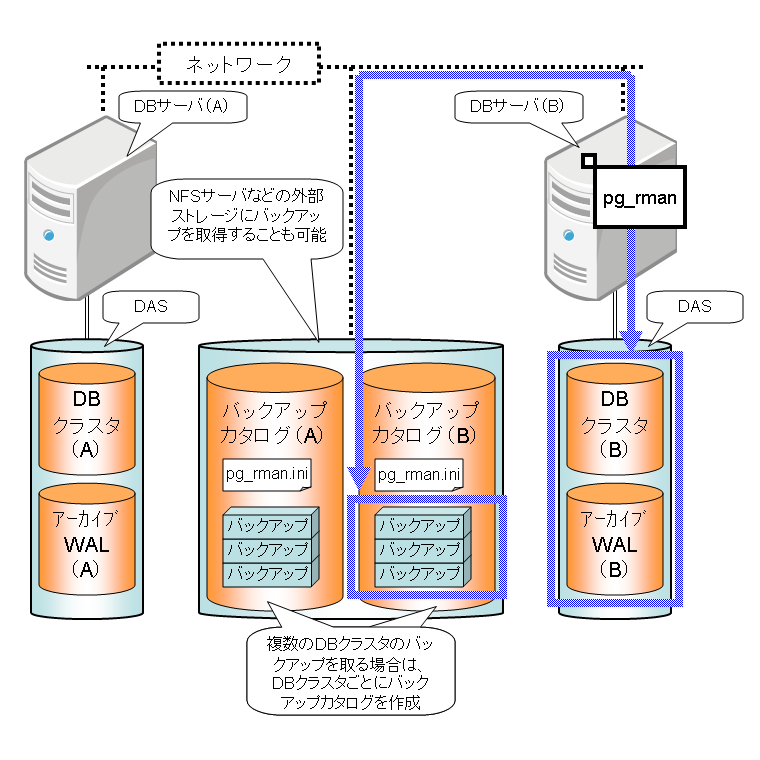 ネットワーク
DBサーバ(A)
DBサーバ(B)
pg_rman
NFSサーバなどの外部
ストレージにバックアッ
プを取得することも可能
DAS
DAS
DB
クラスタ
(A)
アーカイブ
WAL
(A)
バックアップ
カタログ(A)
pg_rman.ini
バックアップ
バックアップ
バックアップ
バックアップ
カタログ(B)
pg_rman.ini
バックアップ
バックアップ
バックアップ
DB
クラスタ
(B)
アーカイブ
WAL
(B)
複数のDBクラスタのバッ
クアップを取る場合は、
DBクラスタごとにバック
アップカタログを作成